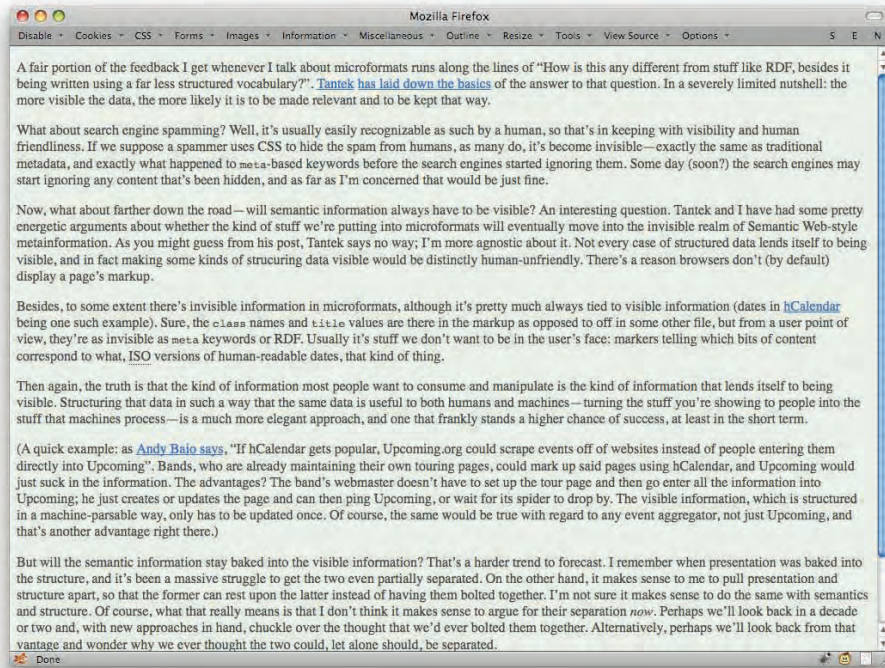 Mozilla Firefox
Disable Cookies CSS Forms Images Information Miscellaneous Outline Resize Tools View Source Options S E N
A fair portion of the feedback I get whenever I talk about microformats runs along the lines of “How is this any different from stuff like RDF, besides it
being written using a far less structured vocabulary?”. Tantek has laid down the basics of the answer to that question. In a severely limited nutshell: the
more visible the data, the more likely it is to be made relevant and to be kept that way.
What about search engine spamming? Well, it’s usually easily recognizable as such by a human, so that’s in keeping with visibility and human
friendliness. If we suppose a spammer uses CSS to hide the spam from humans, as many do, it’s become invisible—exactly the same as traditional
metadata, and exactly what happened to meta-based keywords before the search engines started ignoring them. Some day (soon?) the search engines may
start ignoring any content that’s been hidden, and as far as I’m concerned that would be just fine.
Now, what about farther down the road—will semantic information always have to be visible? An interesting question. Tantek and I have had some pretty
energetic arguments about whether the kind of stuff we’re putting into microformats will eventually move into the invisible realm of Semantic Web-style
metainformation. As you might guess from his post, Tantek says no way; I’m more agnostic about it. Not every case of structured data lends itself to being
visible, and in fact making some kinds of strucuring data visible would be distinctly human-unfriendly. There’s a reason browsers don’t (by default)
display a page’s markup.
Besides, to some extent there’s invisible information in microformats, although it’s pretty much always tied to visible information (dates in hCalendar
being one such example). Sure, the class names and title values are there in the markup as opposed to off in some other file, but from a user point of
view, they’re as invisible as meta keywords or RDF. Usually it’s stuff we don’t want to be in the user’s face: markers telling which bits of content
correspond to what, ISO versions of human-readable dates, that kind of thing.
Then again, the truth is that the kind of information most people want to consume and manipulate is the kind of information that lends itself to being
visible. Structuring that data in such a way that the same data is useful to both humans and machines—turning the stuff you’re showing to people into the
stuff that machines process—is a much more elegant approach, and one that frankly stands a higher chance of success, at least in the short term.
(A quick example: as Andy Baio says, “If hCalendar gets popular, Upcoming.org could scrape events off of websites instead of people entering them
directly into Upcoming”. Bands, who are already maintaining their own touring pages, could mark up said pages using hCalendar, and Upcoming would
just suck in the information. The advantages? The band’s webmaster doesn’t have to set up the tour page and then go enter all the information into
Upcoming; he just creates or updates the page and can then ping Upcoming, or wait for its spider to drop by. The visible information, which is structured
in a machine-parsable way, only has to be updated once. Of course, the same would be true with regard to any event aggregator, not just Upcoming, and
that’s another advantage right there.)
But will the semantic information stay baked into the visible information? That’s a harder trend to forecast. I remember when presentation was baked into
the structure, and it’s been a massive struggle to get the two even partially separated. On the other hand, it makes sense to me to pull presentation and
structure apart, so that the former can rest upon the latter instead of having them bolted together. I’m not sure it makes sense to do the same with semantics
and structure. Of course, what that really means is that I don’t think it makes sense to argue for their separation now. Perhaps we’ll look back in a decade
or two and, with new approaches in hand, chuckle over the thought that we’d ever bolted them together. Alternatively, perhaps we’ll look back from that
vantage and wonder why we ever thought the two could, let alone should, be separated.
Done